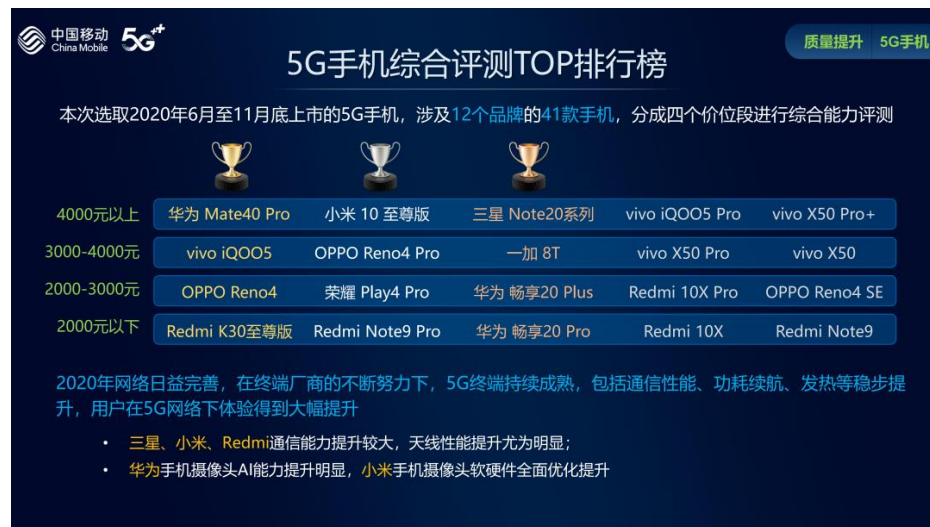 中国移动
China Mobile
5G++
质量提升 5G手机
5G手机综合评测TOP排行榜
本次选取2020年6月至11月底上市的5G手机，涉及12个品牌的41款手机，分成四个价位段进行综合能力评测
4000元以上 华为 Mate40 Pro 小米 10 至尊版 三星 Note20系列 vivo iQOO5 Pro vivo X50 Pro+
3000-4000元 vivo iQOO5 OPPO Reno4 Pro 一加 8T vivo X50 Pro vivo X50
2000-3000元 OPPO Reno4 荣耀 Play4 Pro 华为 畅享20 Plus Redmi 10X Pro OPPO Reno4 SE
2000元以下 Redmi K30至尊版 Redmi Note9 Pro 华为 畅享20 Pro Redmi 10X Redmi Note9
2020年网络日益完善，在终端厂商的不断努力下，5G终端持续成熟，包括通信性能、功耗续航、发热等稳步提
升，用户在5G网络下体验得到大幅提升
• 三星、小米、Redmi通信能力提升较大，天线性能提升尤为明显；
• 华为手机摄像头AI能力提升明显，小米手机摄像头软硬件全面优化提升